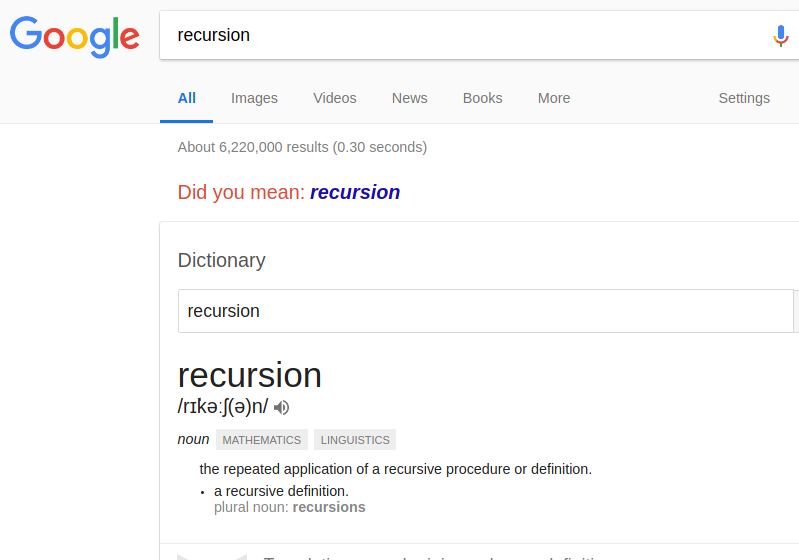 Google
recursion
All Images Videos News Books More Settings
About 6,220,000 results (0.30 seconds)
Did you mean: recursion
Dictionary
recursion
recursion
/rɪˈkəːʃ(ə)n/
noun MATHEMATICS LINGUISTICS
the repeated application of a recursive procedure or definition.
• a recursive definition.
plural noun: recursions